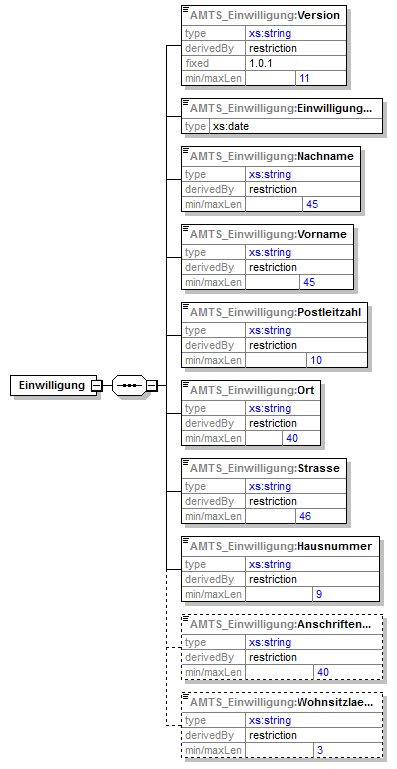 AMTS_Einwilligung:Version
type xs:string
derivedBy restriction
fixed 1.0.1
min/maxLen 11
AMTS_Einwilligung:Einwilligung...
type xs:date
AMTS_Einwilligung:Nachname
type xs:string
derivedBy restriction
min/maxLen 45
AMTS_Einwilligung:Vorname
type xs:string
derivedBy restriction
min/maxLen 45
AMTS_Einwilligung:Postleitzahl
type xs:string
derivedBy restriction
min/maxLen 10
Einwilligung
AMTS_Einwilligung:Ort
type xs:string
derivedBy restriction
min/maxLen 40
AMTS_Einwilligung:Strasse
type xs:string
derivedBy restriction
min/maxLen 46
AMTS_Einwilligung:Hausnummer
type xs:string
derivedBy restriction
min/maxLen 9
AMTS_Einwilligung:Anschriften...
type xs:string
derivedBy restriction
min/maxLen 40
AMTS_Einwilligung:Wohnsitzlae...
type xs:string
derivedBy restriction
min/maxLen 3